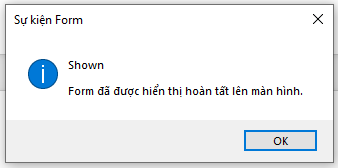 Sự kiện Form
Shown
Form đã được hiển thị hoàn tất lên màn hình.
OK